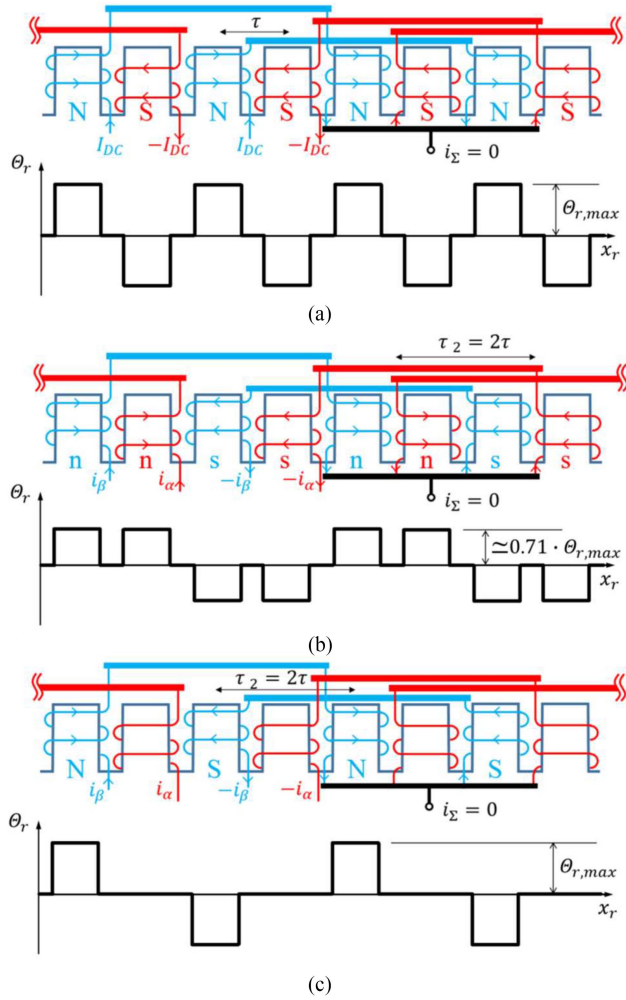 τ
N S N S N S N S
I_DC −I_DC I_DC −I_DC i_Σ = 0
Θ_r
Θ_r,max
x_r
(a)
τ_2 = 2τ
n n s s n n s s
i_β i_α −i_β −i_α i_Σ = 0
Θ_r
≃0.71 · Θ_r,max
x_r
(b)
τ_2 = 2τ
N S N S
i_β i_α −i_β −i_α i_Σ = 0
Θ_r
Θ_r,max
x_r
(c)